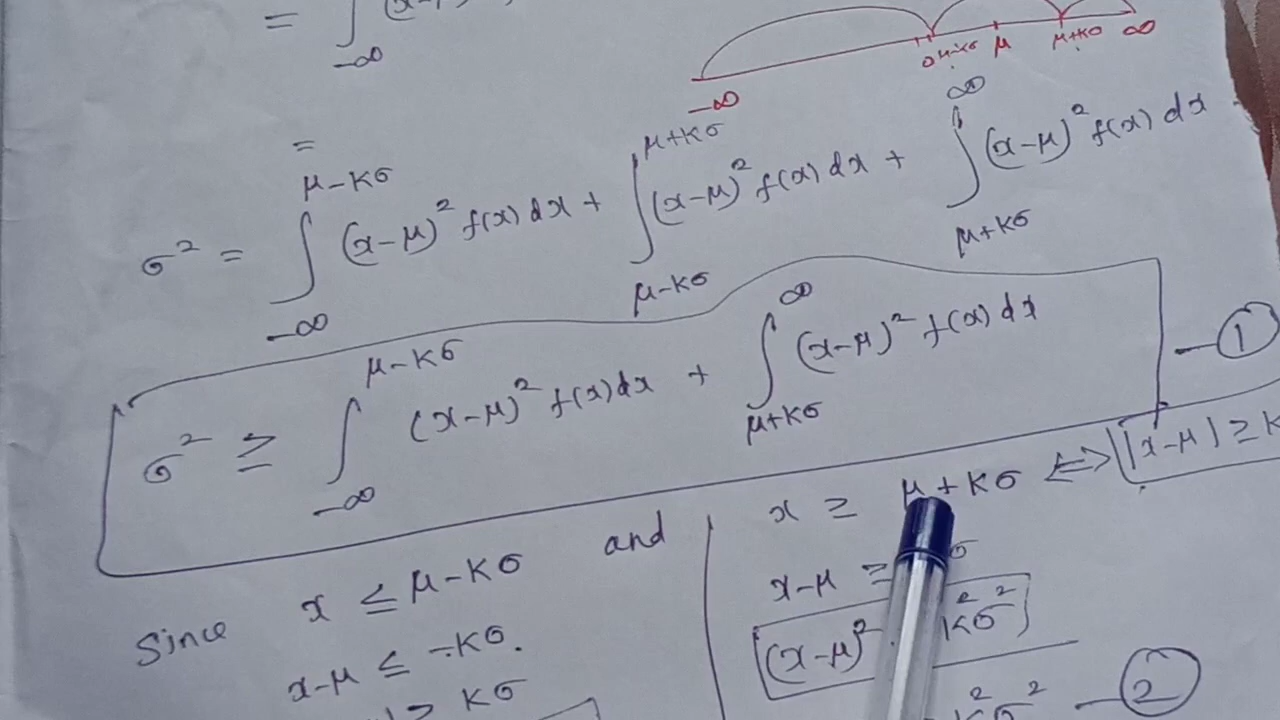 = ∫ -∞
-∞ μ-kσ μ μ+kσ ∞
=
σ² = ∫_{-∞}^{μ-kσ} (x-μ)² f(x) dx + ∫_{μ-kσ}^{μ+kσ} (x-μ)² f(x) dx + ∫_{μ+kσ}^{∞} (x-μ)² f(x) dx
σ² ≥ ∫_{-∞}^{μ-kσ} (x-μ)² f(x) dx + ∫_{μ+kσ}^{∞} (x-μ)² f(x) dx — ①
Since x ≤ μ-kσ and
x-μ ≤ -kσ.
kσ
x ≥ μ+kσ ⇔ |x-μ| ≥ k
x-μ ≥ σ
(x-μ)² k²σ²
k²σ² — ②